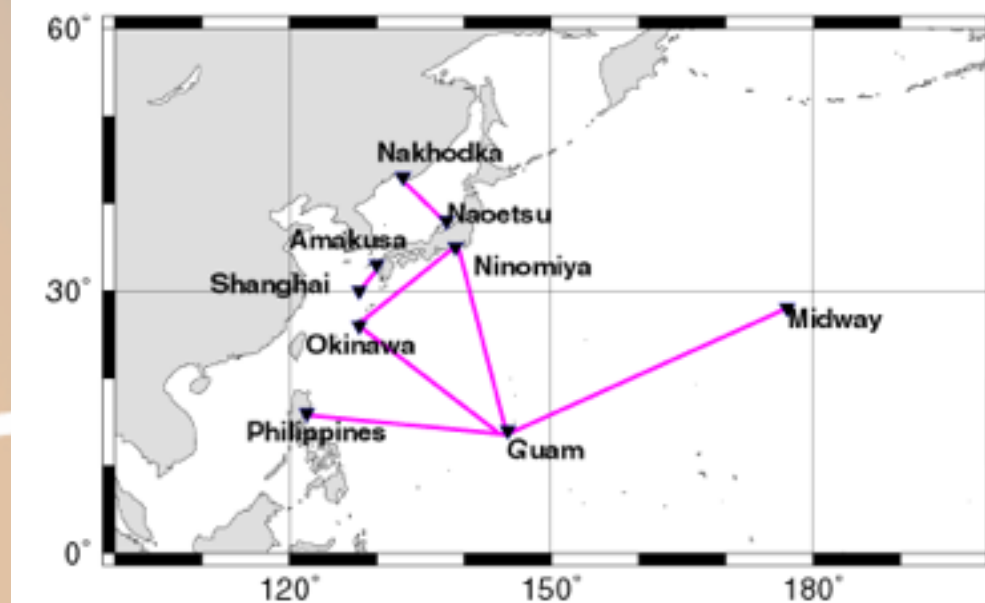 60°
Nakhodka
Naoetsu
Amakusa
Ninomiya
Shanghai
30°
Midway
Okinawa
Philippines
Guam
0°
120°
150°
180°